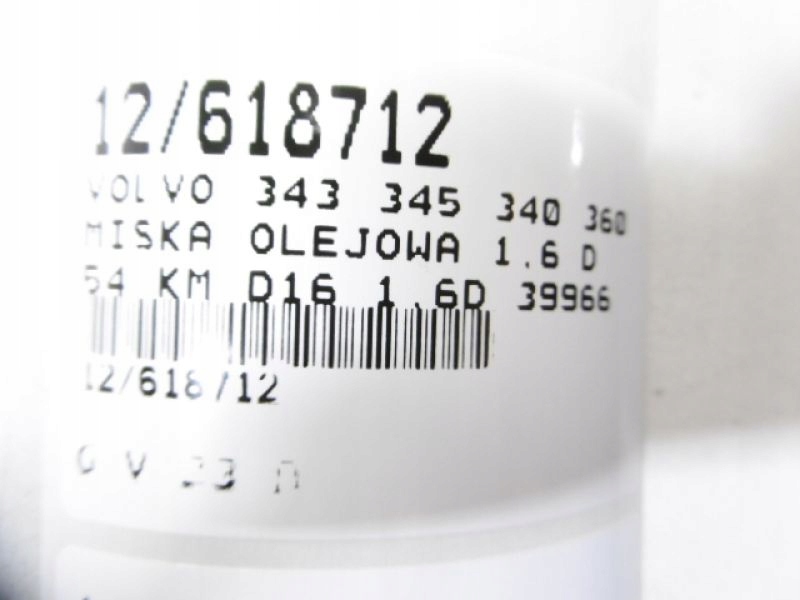 12/618712
VOLVO 343 345 340 360
MISKA OLEJOWA 1.6 D
54 KM D16 1.6D 39966
12/618712
V 23